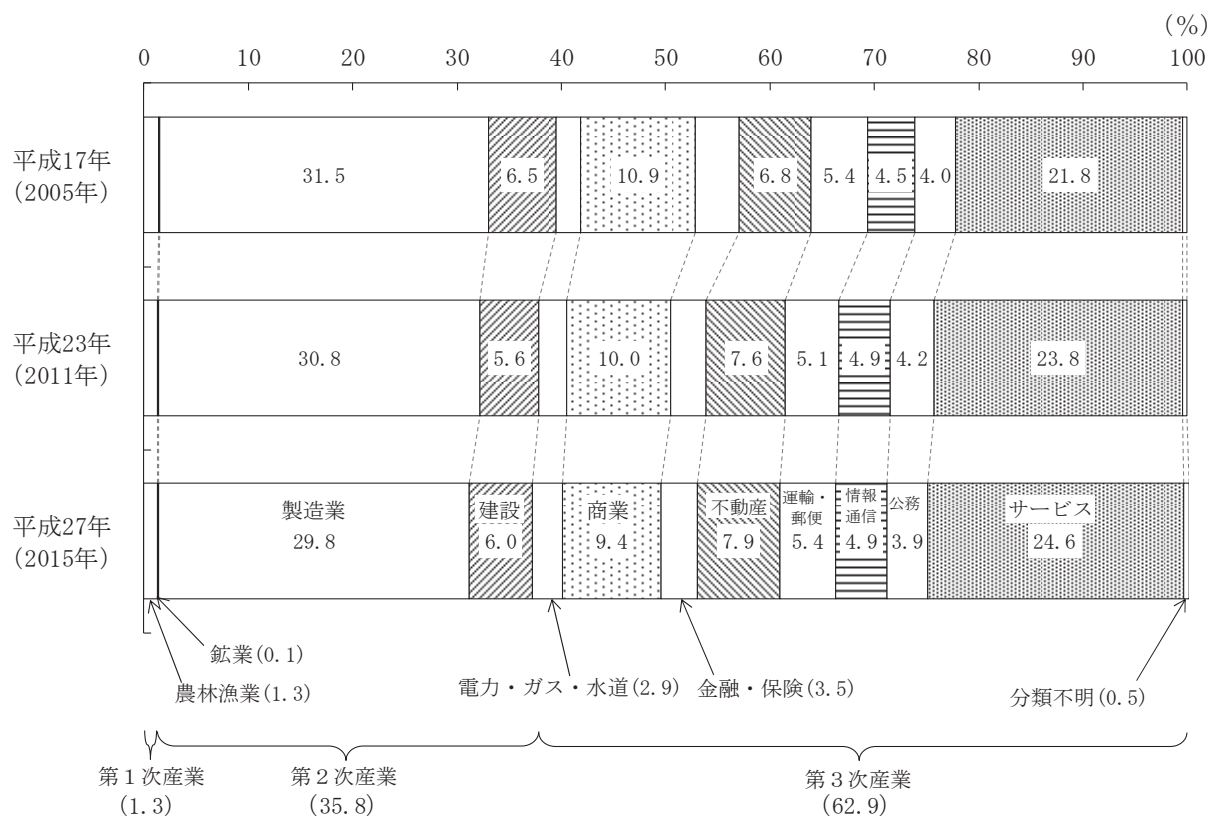 (%)
0 10 20 30 40 50 60 70 80 90 100
平成17年
(2005年)
31.5 6.5 10.9 6.8 5.4 4.5 4.0 21.8
平成23年
(2011年)
30.8 5.6 10.0 7.6 5.1 4.9 4.2 23.8
平成27年
(2015年)
製造業 建設 商業 不動産 運輸・郵便 情報通信 公務 サービス
29.8 6.0 9.4 7.9 5.4 4.9 3.9 24.6
鉱業(0.1)
農林漁業(1.3)
電力・ガス・水道(2.9)
金融・保険(3.5)
分類不明(0.5)
第1次産業
(1.3)
第2次産業
(35.8)
第3次産業
(62.9)